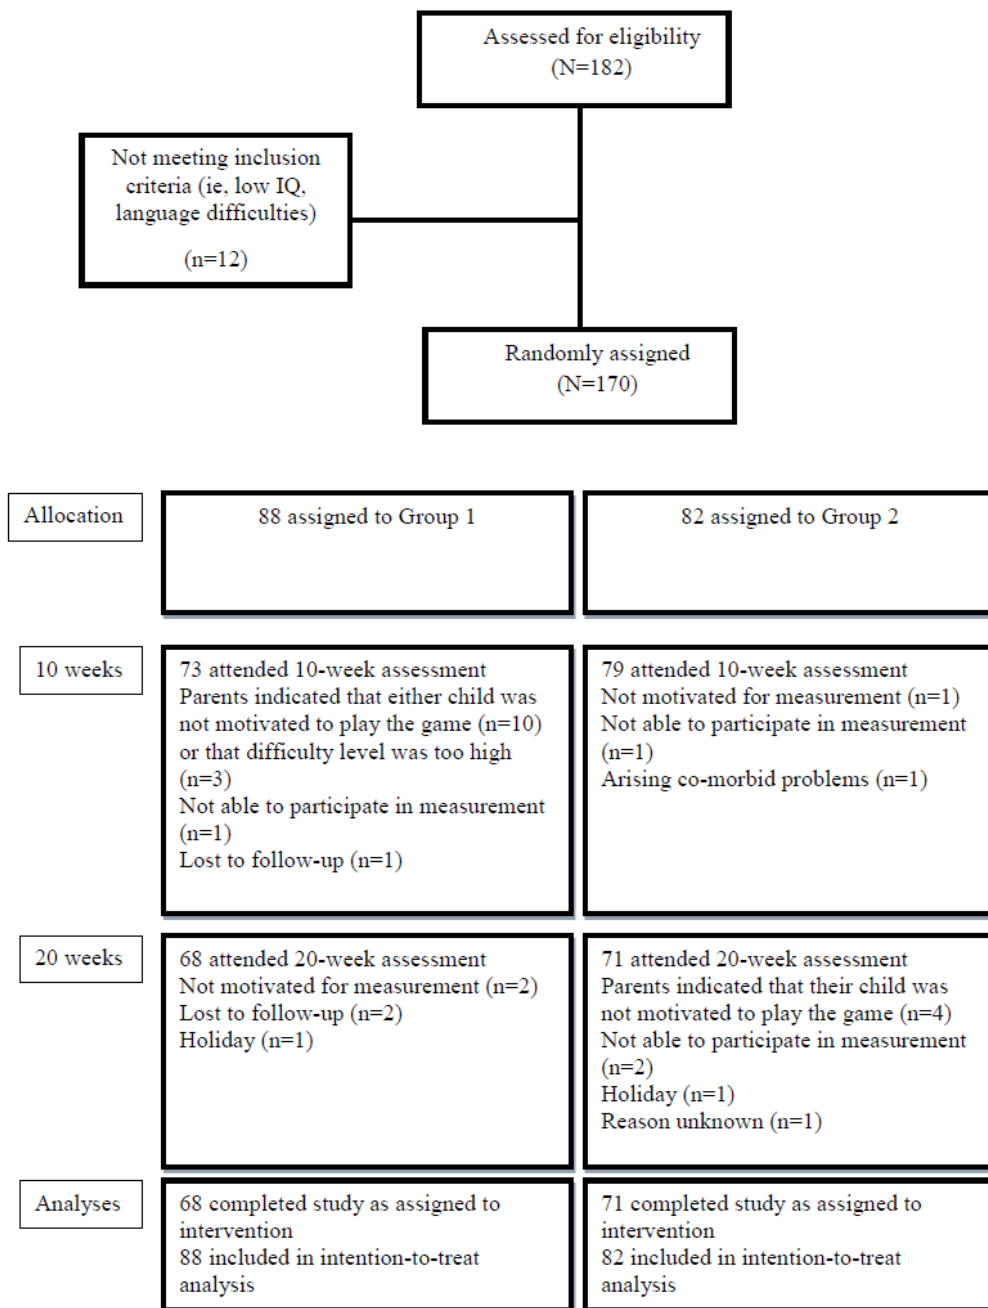 Assessed for eligibility
(N=182)
Not meeting inclusion
criteria (ie, low IQ,
language difficulties)
(n=12)
Randomly assigned
(N=170)
Allocation
88 assigned to Group 1
82 assigned to Group 2
10 weeks
73 attended 10-week assessment
Parents indicated that either child was
not motivated to play the game (n=10)
or that difficulty level was too high
(n=3)
Not able to participate in measurement
(n=1)
Lost to follow-up (n=1)
79 attended 10-week assessment
Not motivated for measurement (n=1)
Not able to participate in measurement
(n=1)
Arising co-morbid problems (n=1)
20 weeks
68 attended 20-week assessment
Not motivated for measurement (n=2)
Lost to follow-up (n=2)
Holiday (n=1)
71 attended 20-week assessment
Parents indicated that their child was
not motivated to play the game (n=4)
Not able to participate in measurement
(n=2)
Holiday (n=1)
Reason unknown (n=1)
Analyses
68 completed study as assigned to
intervention
88 included in intention-to-treat
analysis
71 completed study as assigned to
intervention
82 included in intention-to-treat
analysis